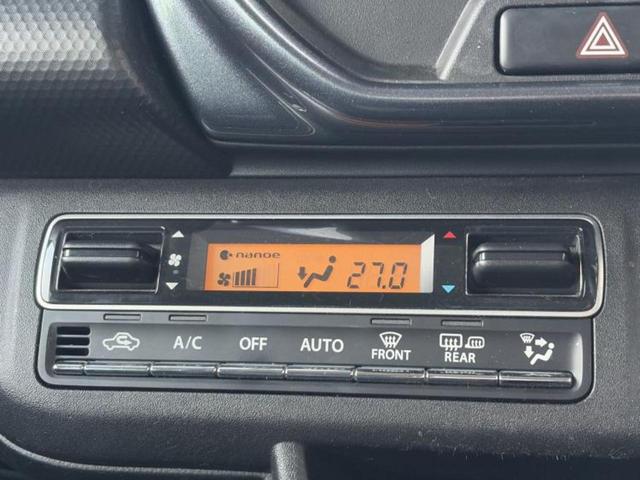 nanoe
27.0
A/C OFF AUTO FRONT REAR